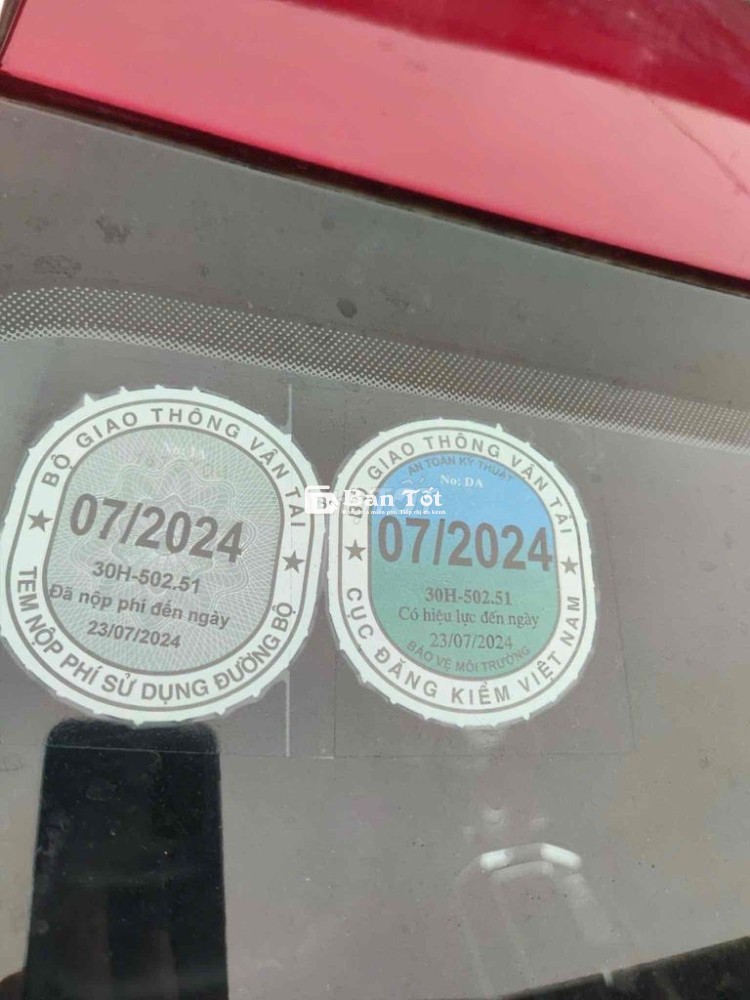 BỘ GIAO THÔNG VẬN TẢI
No: DA
07/2024
30H-502.51
Đã nộp phí đến ngày
23/07/2024
TEM NỘP PHÍ SỬ DỤNG ĐƯỜNG BỘ
BỘ GIAO THÔNG VẬN TẢI
AN TOÀN KỸ THUẬT
No: DA
07/2024
30H-502.51
Có hiệu lực đến ngày
23/07/2024
BẢO VỆ MÔI TRƯỜNG
CỤC ĐĂNG KIỂM VIỆT NAM
Bán Tốt